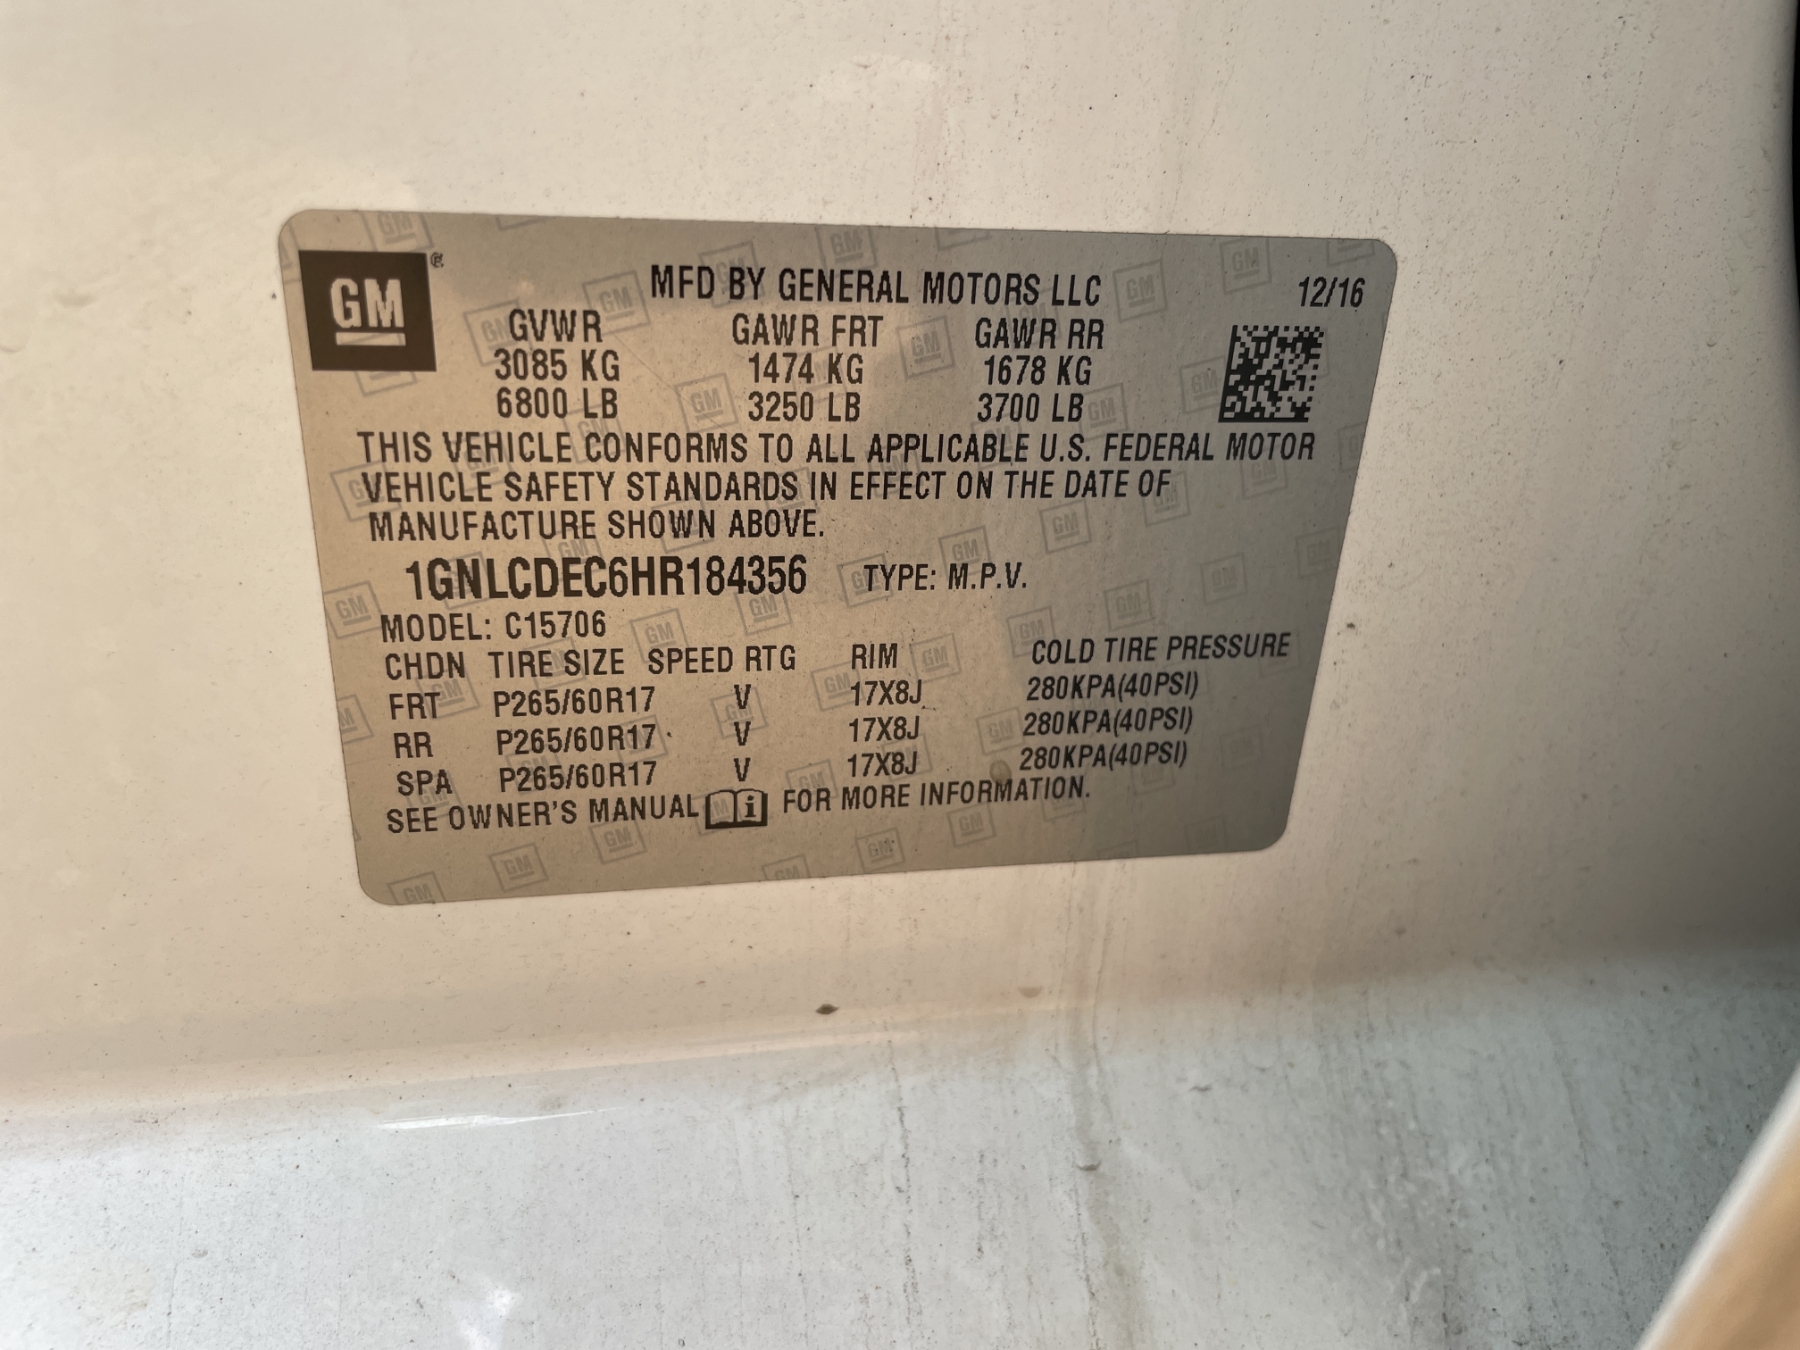 GM ®
MFD BY GENERAL MOTORS LLC 12/16
GVWR GAWR FRT GAWR RR
3085 KG 1474 KG 1678 KG
6800 LB 3250 LB 3700 LB
THIS VEHICLE CONFORMS TO ALL APPLICABLE U.S. FEDERAL MOTOR
VEHICLE SAFETY STANDARDS IN EFFECT ON THE DATE OF
MANUFACTURE SHOWN ABOVE.
1GNLCDEC6HR184356 TYPE: M.P.V.
MODEL: C15706
CHDN TIRE SIZE SPEED RTG RIM COLD TIRE PRESSURE
FRT P265/60R17 V 17X8J 280KPA(40PSI)
RR P265/60R17 V 17X8J 280KPA(40PSI)
SPA P265/60R17 V 17X8J 280KPA(40PSI)
SEE OWNER'S MANUAL i FOR MORE INFORMATION.